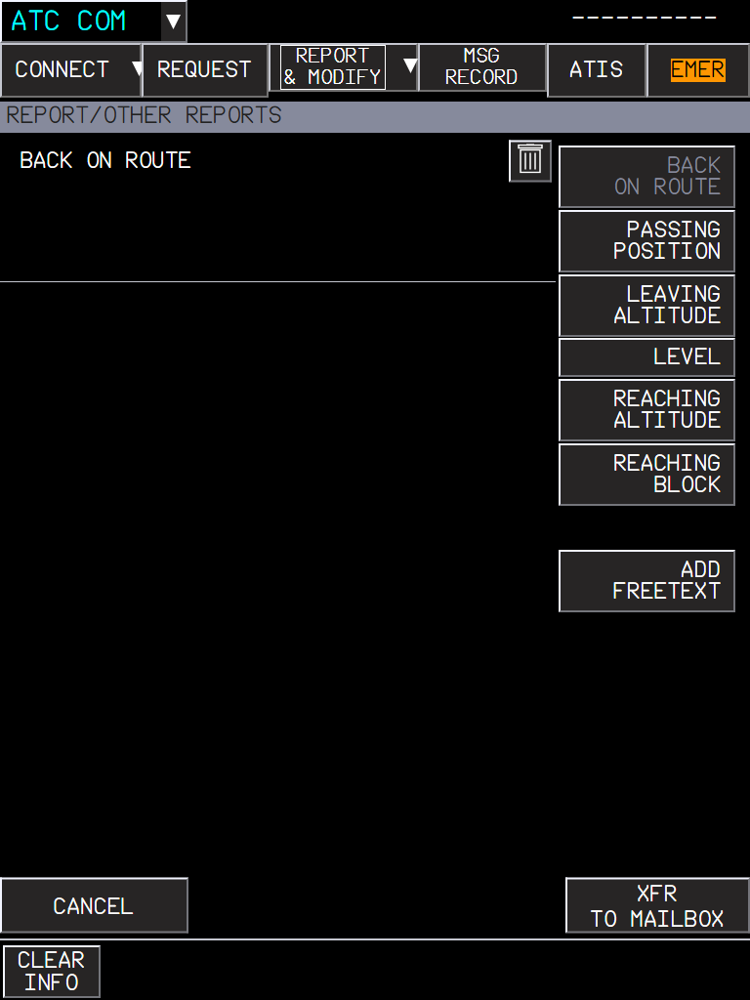 ATC COM
----------
CONNECT
REQUEST
REPORT
& MODIFY
MSG
RECORD
ATIS
EMER
REPORT/OTHER REPORTS
BACK ON ROUTE
BACK
ON ROUTE
PASSING
POSITION
LEAVING
ALTITUDE
LEVEL
REACHING
ALTITUDE
REACHING
BLOCK
ADD
FREETEXT
CANCEL
XFR
TO MAILBOX
CLEAR
INFO